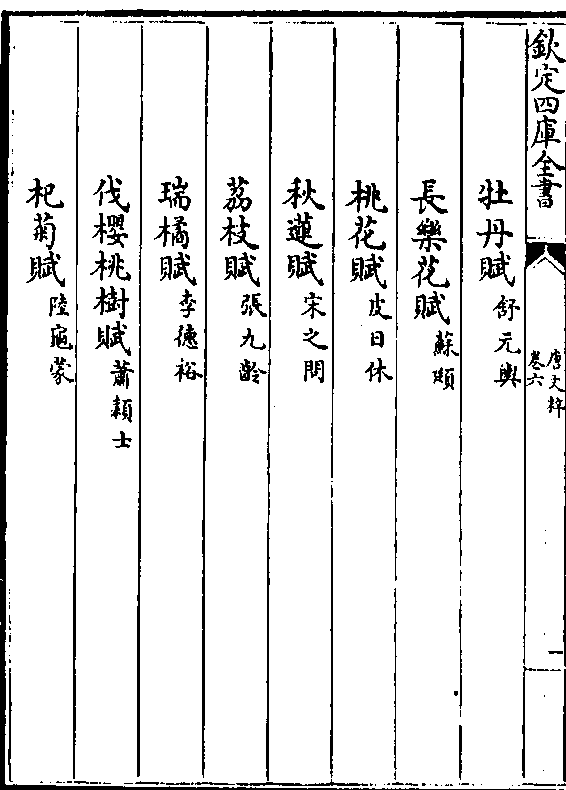 欽定四庫全書
唐文粹
卷六
一
牡丹賦 舒元輿
長樂花賦 蘇頲
桃花賦 皮日休
秋蓮賦 宋之問
荔枝賦 張九齡
瑞橘賦 李德裕
伐櫻桃樹賦 蕭穎士
杞菊賦 陸龜蒙